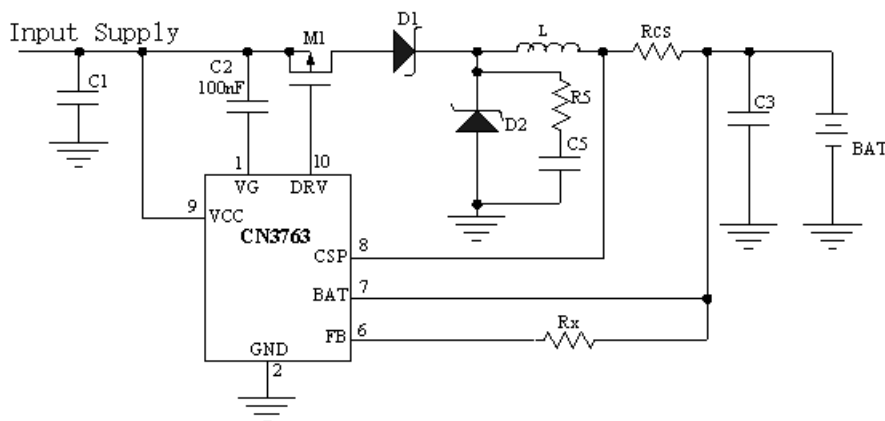 Input Supply
D1
M1
L
Rcs
C1
C2
100nF
R5
C3
D2
C5
BAT
1
10
VG
DRV
9
VCC
CN3763
CSP
8
BAT
7
FB
6
Rx
GND
2